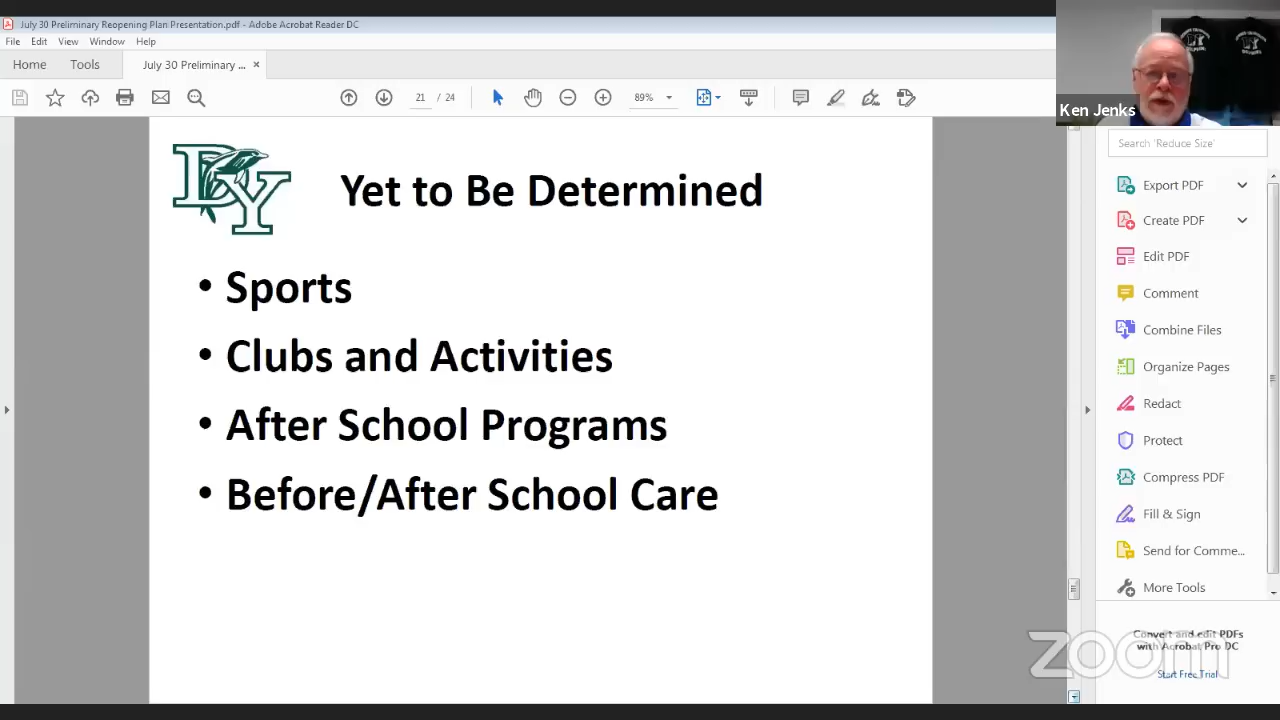 July 30 Preliminary Reopening Plan Presentation.pdf - Adobe Acrobat Reader DC
File Edit View Window Help
Home Tools July 30 Preliminary ... ×
21 / 24 89%
Ken Jenks
Search 'Reduce Size'
DY
Yet to Be Determined
• Sports
• Clubs and Activities
• After School Programs
• Before/After School Care
Export PDF
Create PDF
Edit PDF
Comment
Combine Files
Organize Pages
Redact
Protect
Compress PDF
Fill & Sign
Send for Comme...
More Tools
Convert and edit PDFs
with Acrobat Pro DC
Start Free Trial
zoom